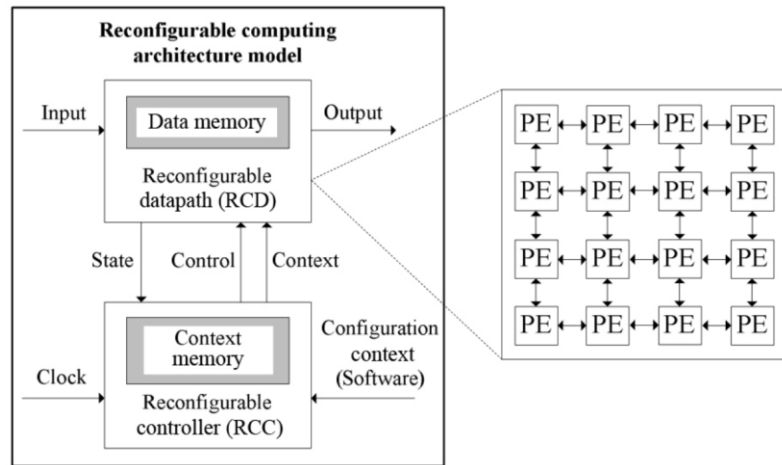 Reconfigurable computing
architecture model
Input
Data memory
Output
Reconfigurable
datapath (RCD)
State
Control
Context
Context
memory
Configuration
context
(Software)
Clock
Reconfigurable
controller (RCC)
PE PE PE PE
PE PE PE PE
PE PE PE PE
PE PE PE PE